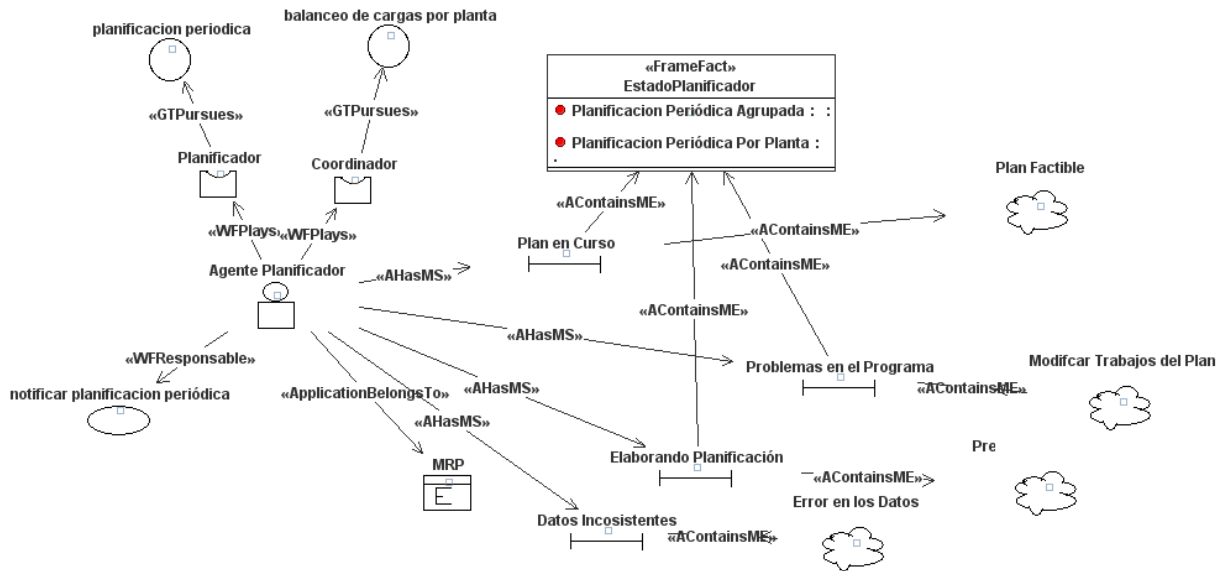 balanceo de cargas por planta
planificacion periodica
«FrameFact»
EstadoPlanificador
Planificacion Periódica Agrupada : :
Planificacion Periódica Por Planta :
.
«GTPursues»
«GTPursues»
Planificador
Coordinador
Plan Factible
«AContainsME»
«WFPlays»
«WFPlays»
«AContainsME»
Plan en Curso
«AContainsME»
Agente Planificador
«AHasMS»
«AContainsME»
«AHasMS»
«WFResponsable»
Problemas en el Programa
Modifcar Trabajos del Plan
notificar planificacion periódica
«ApplicationBelongsTo»
«AHasMS»
«AContainsME»
«AHasMS»
Pre
MRP
E
Elaborando Planificación
«AContainsME»
Error en los Datos
Datos Incosistentes
«AContainsME»